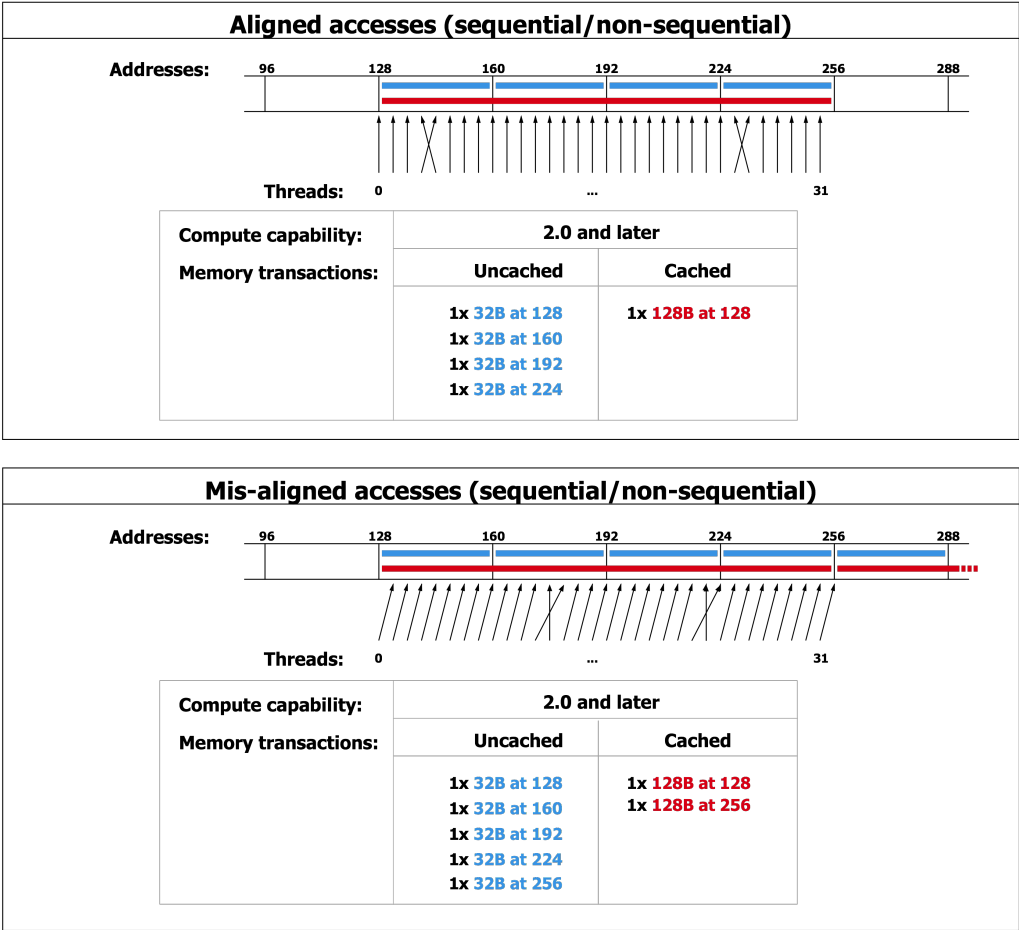 Aligned accesses (sequential/non-sequential)
Addresses: 96 128 160 192 224 256 288
Threads: 0 ... 31
Compute capability: 2.0 and later
Memory transactions: Uncached Cached
1x 32B at 128 1x 128B at 128
1x 32B at 160
1x 32B at 192
1x 32B at 224
Mis-aligned accesses (sequential/non-sequential)
Addresses: 96 128 160 192 224 256 288
Threads: 0 ... 31
Compute capability: 2.0 and later
Memory transactions: Uncached Cached
1x 32B at 128 1x 128B at 128
1x 32B at 160 1x 128B at 256
1x 32B at 192
1x 32B at 224
1x 32B at 256